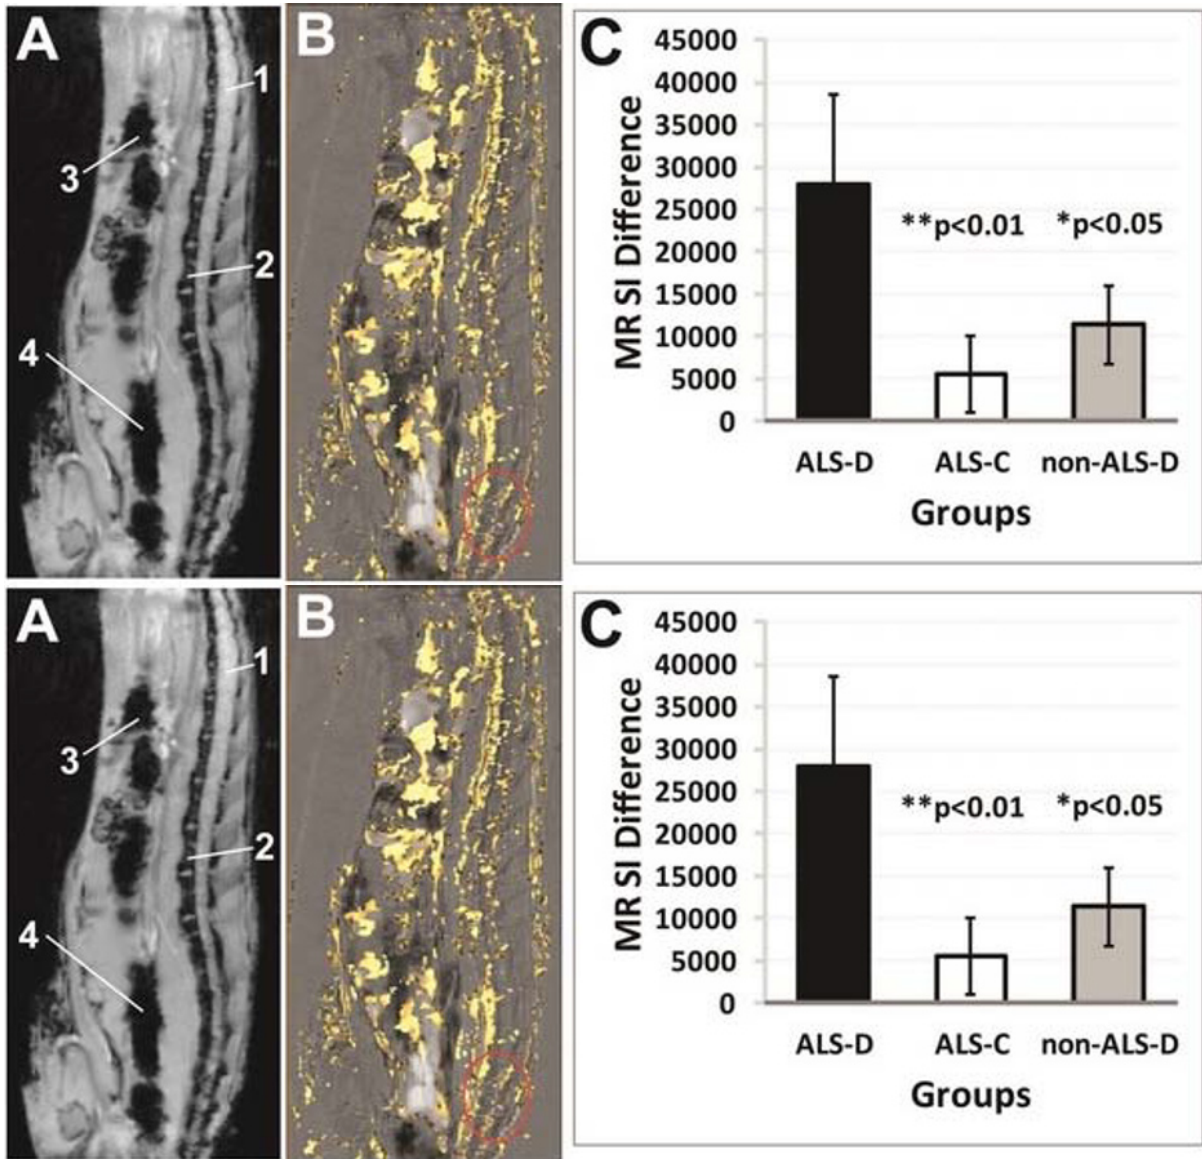 A
1
3
2
4
B
C
MR SI Difference
45000
40000
35000
30000
25000
20000
15000
10000
5000
0
**p<0.01
*p<0.05
ALS-D ALS-C non-ALS-D
Groups
A
1
3
2
4
B
C
MR SI Difference
45000
40000
35000
30000
25000
20000
15000
10000
5000
0
**p<0.01
*p<0.05
ALS-D ALS-C non-ALS-D
Groups